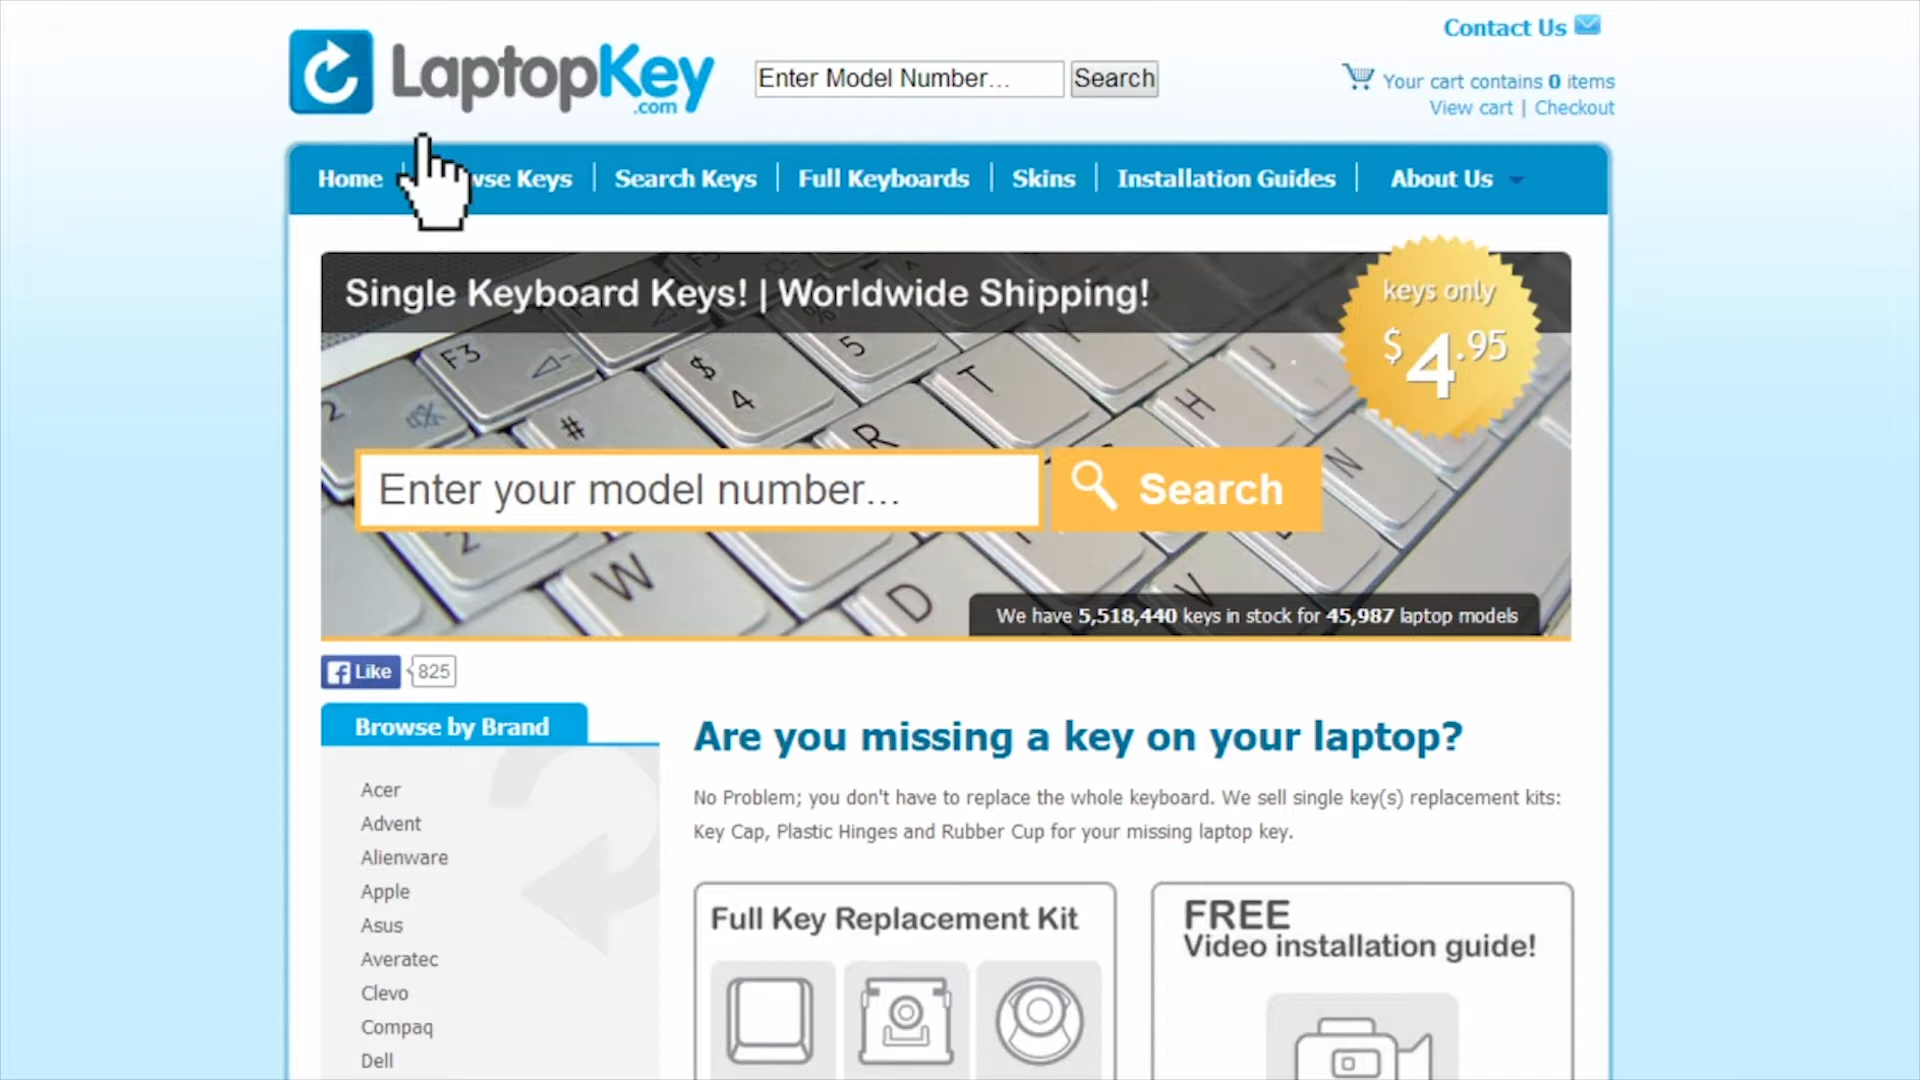 Contact Us
LaptopKey
.com
Enter Model Number...
Search
Your cart contains 0 items
View cart | Checkout
Home
wse Keys
Search Keys
Full Keyboards
Skins
Installation Guides
About Us
Single Keyboard Keys! | Worldwide Shipping!
keys only
$4.95
F3
$
4
5
%
T
2
#
R
H
N
Enter your model number...
Search
Z
W
D
V
We have 5,518,440 keys in stock for 45,987 laptop models
Like
825
Browse by Brand
Are you missing a key on your laptop?
Acer
No Problem; you don't have to replace the whole keyboard. We sell single key(s) replacement kits:
Advent
Key Cap, Plastic Hinges and Rubber Cup for your missing laptop key.
Alienware
Apple
Asus
Averatec
Clevo
Compaq
Dell
Full Key Replacement Kit
FREE
Video installation guide!